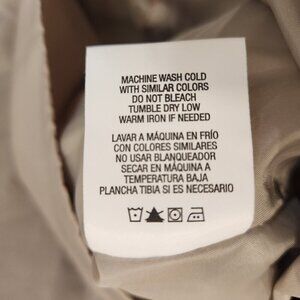 MACHINE WASH COLD
WITH SIMILAR COLORS
DO NOT BLEACH
TUMBLE DRY LOW
WARM IRON IF NEEDED
LAVAR A MÁQUINA EN FRÍO
CON COLORES SIMILARES
NO USAR BLANQUEADOR
SECAR EN MÁQUINA A
TEMPERATURA BAJA
PLANCHA TIBIA SI ES NECESARIO